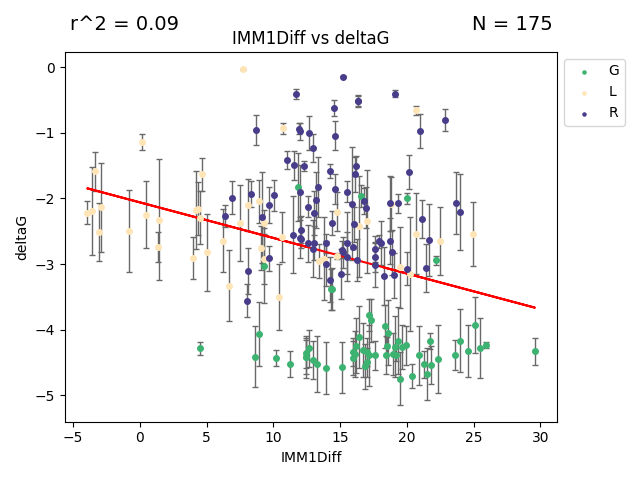 r^2 = 0.09
N = 175
IMM1Diff vs deltaG
G
L
R
0
−1
−2
−3
−4
−5
deltaG
−5
0
5
10
15
20
25
30
IMM1Diff